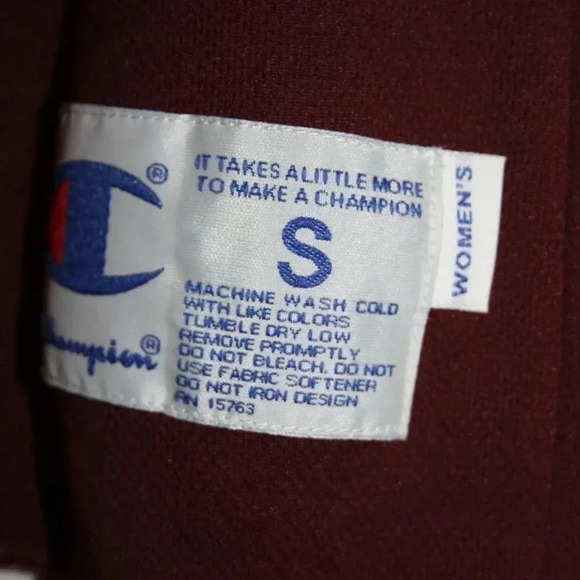 IT TAKES A LITTLE MORE
TO MAKE A CHAMPION
S
MACHINE WASH COLD
WITH LIKE COLORS
TUMBLE DRY LOW
REMOVE PROMPTLY
DO NOT BLEACH. DO NOT
USE FABRIC SOFTENER
DO NOT IRON DESIGN
RN 15763
WOMEN'S
®
Champion®